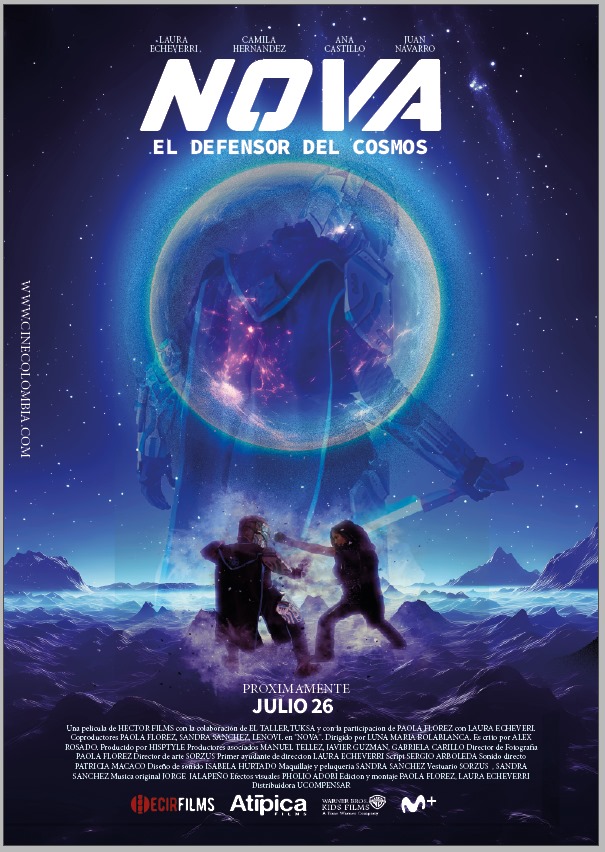 LAURA ECHEVERRI
CAMILA HERNANDEZ
ANA CASTILLO
JUAN NAVARRO
NOVA
EL DEFENSOR DEL COSMOS
WWW.CINECOLOMBIA.COM
PROXIMAMENTE
JULIO 26
Una pelicula de HECTOR FILMS con la colaboracion de EL TALLER,TUKSA y con la participacion de PAOLA FLOREZ con LAURA ECHEVERI.
Coproductores PAOLA FLOREZ, SANDRA SANCHEZ, LENOVI. en "NOVA". Dirigido por LUNA MARIA BOLABLANCA. Es crito por ALEX
ROSADO. Producido por HISPTYLE Productores asociados MANUEL TELLEZ, JAVIER GUZMAN, GABRIELA CARILLO Director de Fotografia
PAOLA FLOREZ Director de arte SORZUS Primer ayudante de direccion LAURA ECHEVERRI Script SERGIO ARBOLEDA Sonido directo
PATRICIA MACACO Diseño de sonido ISABELA HURTADO Maquillaje y peluqueria SANDRA SANCHEZ Vestuario SORZUS , SANDRA
SANCHEZ Musica original JORGE JALAPEÑO Efectos visuales PHOLIO ADOBI Edicion y montaje PAOLA FLOREZ, LAURA ECHEVERRI
Distribuidora UCOMPENSAR
HECIRFILMS
Atípica
FILMS
WARNER BROS.
KIDS FILMS
A Time Warner Company
M+